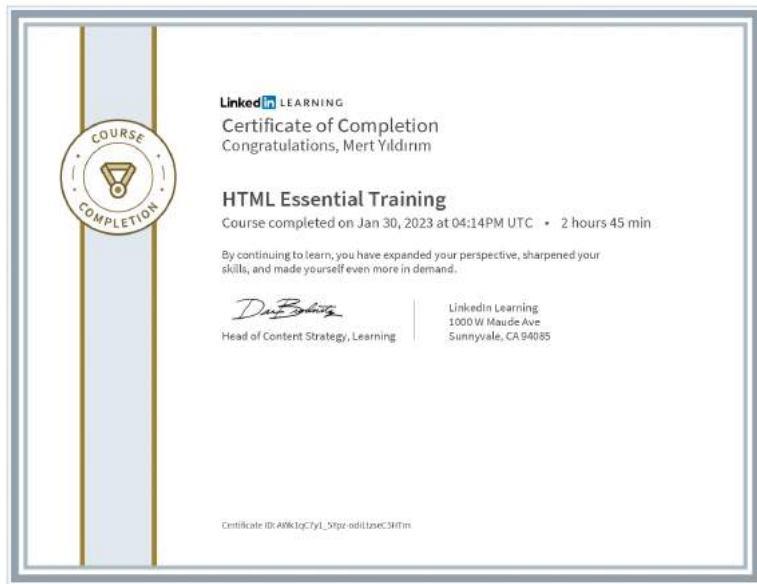 COURSE
COMPLETION
LinkedIn LEARNING
Certificate of Completion
Congratulations, Mert Yıldırım
HTML Essential Training
Course completed on Jan 30, 2023 at 04:14PM UTC • 2 hours 45 min
By continuing to learn, you have expanded your perspective, sharpened your
skills, and made yourself even more in demand.
Head of Content Strategy, Learning
LinkedIn Learning
1000 W Maude Ave
Sunnyvale, CA 94085
Certificate ID: